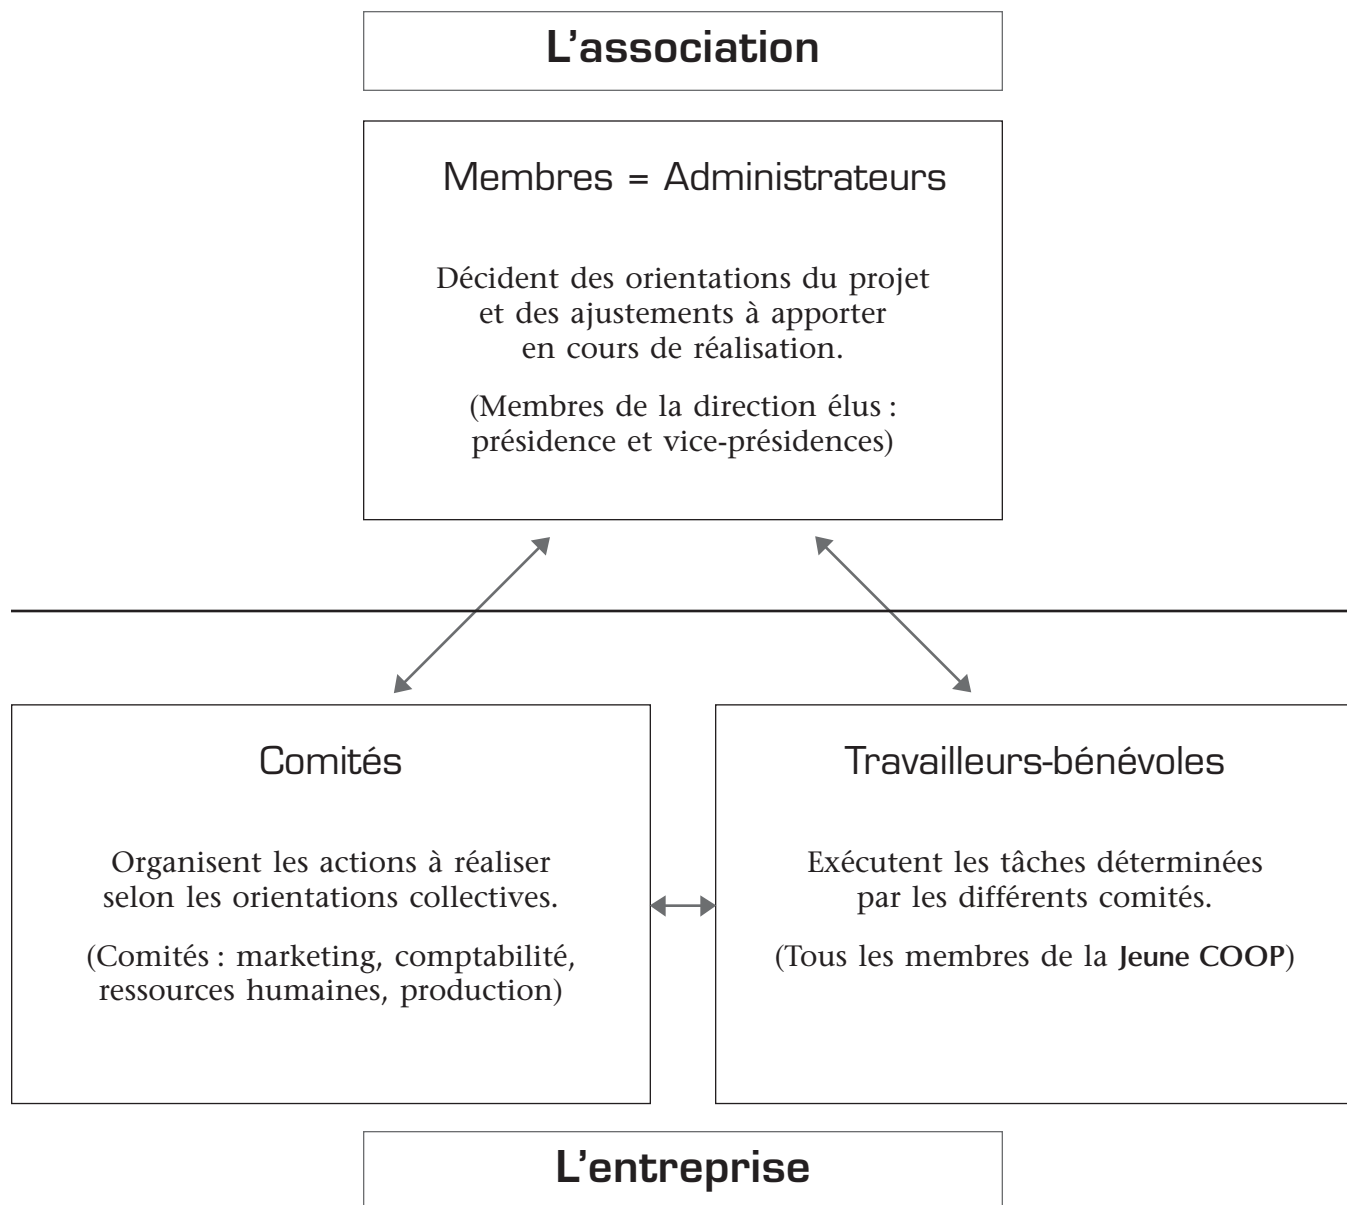 L'association
Membres = Administrateurs
Décident des orientations du projet
et des ajustements à apporter
en cours de réalisation.
(Membres de la direction élus :
présidence et vice-présidences)
Comités
Organisent les actions à réaliser
selon les orientations collectives.
(Comités : marketing, comptabilité,
ressources humaines, production)
Travailleurs-bénévoles
Exécutent les tâches déterminées
par les différents comités.
(Tous les membres de la Jeune COOP)
L'entreprise